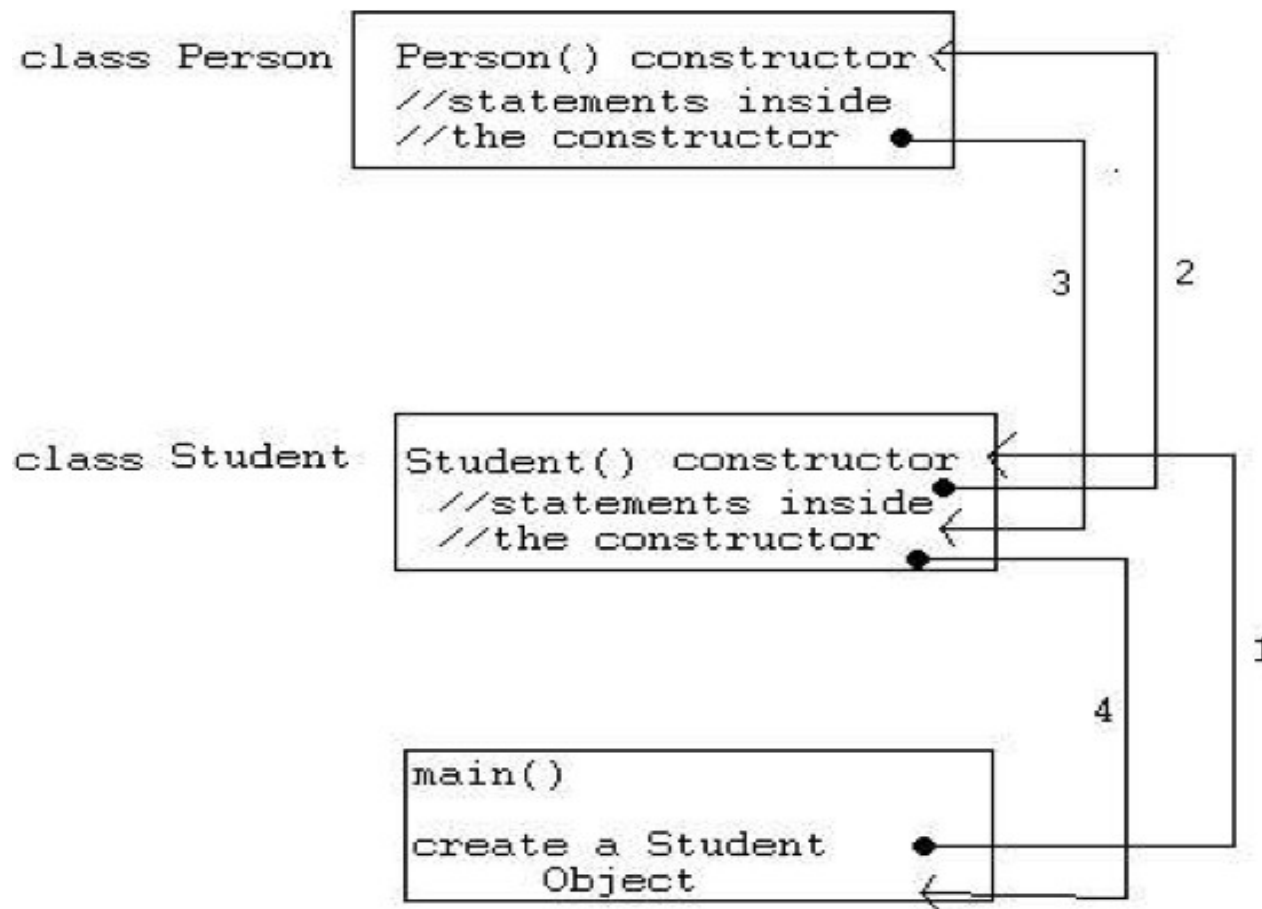 class Person
Person() constructor
//statements inside
//the constructor
3
2
class Student
Student() constructor
//statements inside
//the constructor
1
4
main()
create a Student
Object